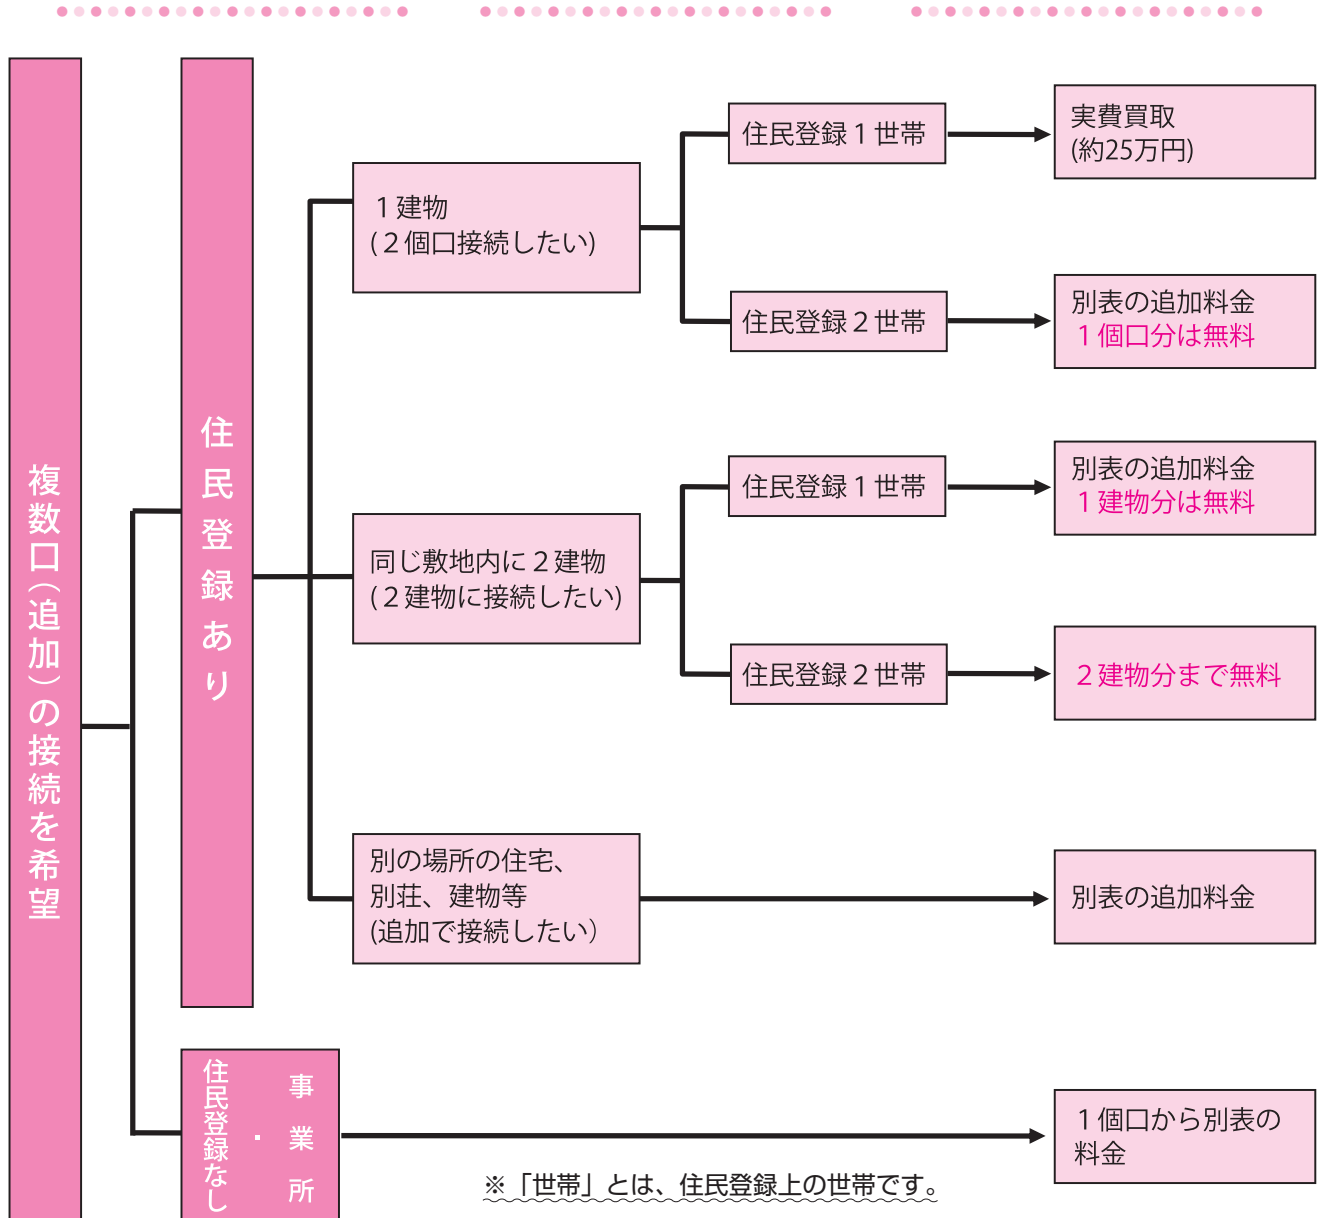 複数口（追加）の接続を希望
住民登録あり
１建物
(２個口接続したい)
住民登録１世帯
実費買取
(約25万円)
住民登録２世帯
別表の追加料金
１個口分は無料
同じ敷地内に２建物
(２建物に接続したい)
住民登録１世帯
別表の追加料金
１建物分は無料
住民登録２世帯
２建物分まで無料
別の場所の住宅、
別荘、建物等
(追加で接続したい）
別表の追加料金
事業所
・
住民登録なし
１個口から別表の
料金
※「世帯」とは、住民登録上の世帯です。